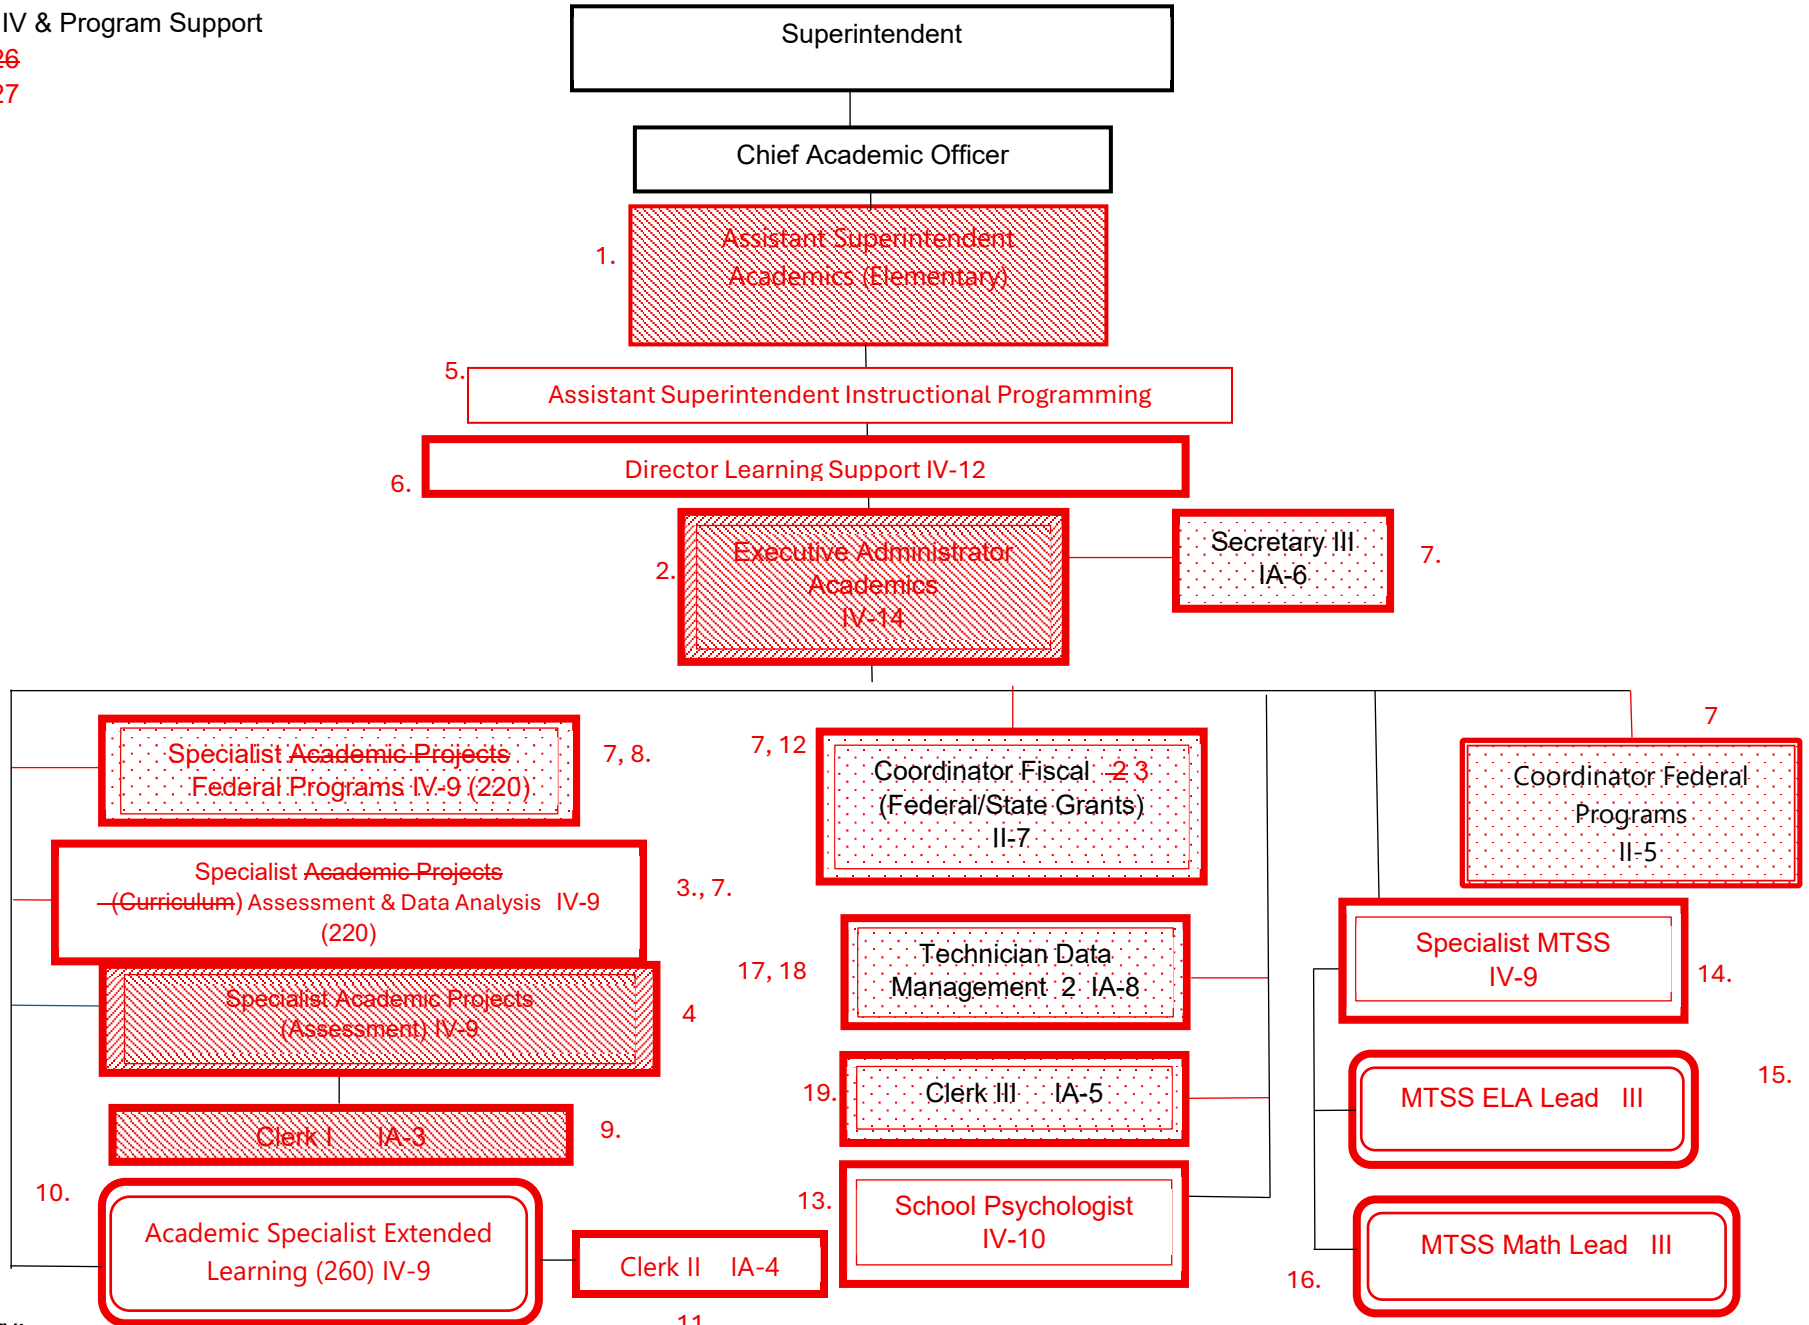 IV & Program Support
26
27
Superintendent
Chief Academic Officer
1.
Assistant Superintendent
Academics (Elementary)
5.
Assistant Superintendent Instructional Programming
6.
Director Learning Support IV-12
2.
Executive Administrator
Academics
IV-14
Secretary III
IA-6
7.
Specialist Academic Projects
Federal Programs IV-9 (220)
7, 8.
Specialist Academic Projects
(Curriculum) Assessment & Data Analysis IV-9
(220)
3., 7.
Specialist Academic Projects
(Assessment) IV-9
4
Clerk I IA-3
9.
10.
Academic Specialist Extended
Learning (260) IV-9
Clerk II IA-4
11
7, 12
Coordinator Fiscal 2 3
(Federal/State Grants)
II-7
17, 18
Technician Data
Management 2 IA-8
19.
Clerk III IA-5
13.
School Psychologist
IV-10
7
Coordinator Federal
Programs
II-5
Specialist MTSS
IV-9
14.
MTSS ELA Lead III
15.
MTSS Math Lead III
16.